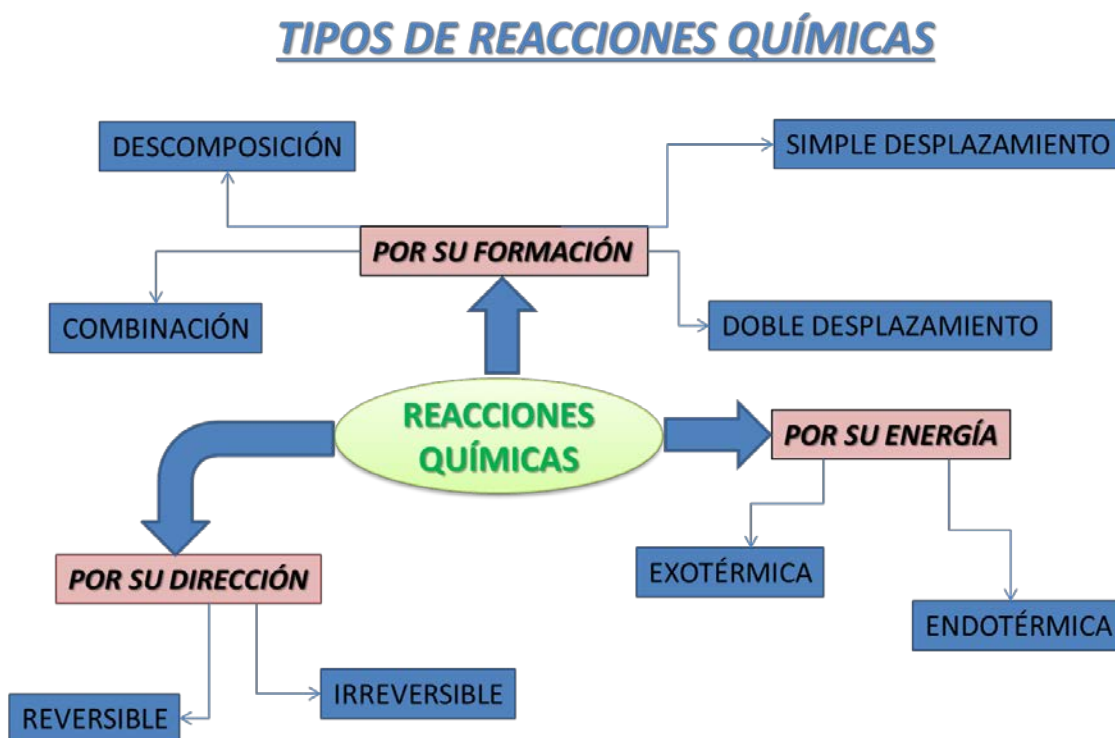 TIPOS DE REACCIONES QUÍMICAS
DESCOMPOSICIÓN
SIMPLE DESPLAZAMIENTO
POR SU FORMACIÓN
COMBINACIÓN
DOBLE DESPLAZAMIENTO
REACCIONES
QUÍMICAS
POR SU ENERGÍA
EXOTÉRMICA
ENDOTÉRMICA
POR SU DIRECCIÓN
IRREVERSIBLE
REVERSIBLE